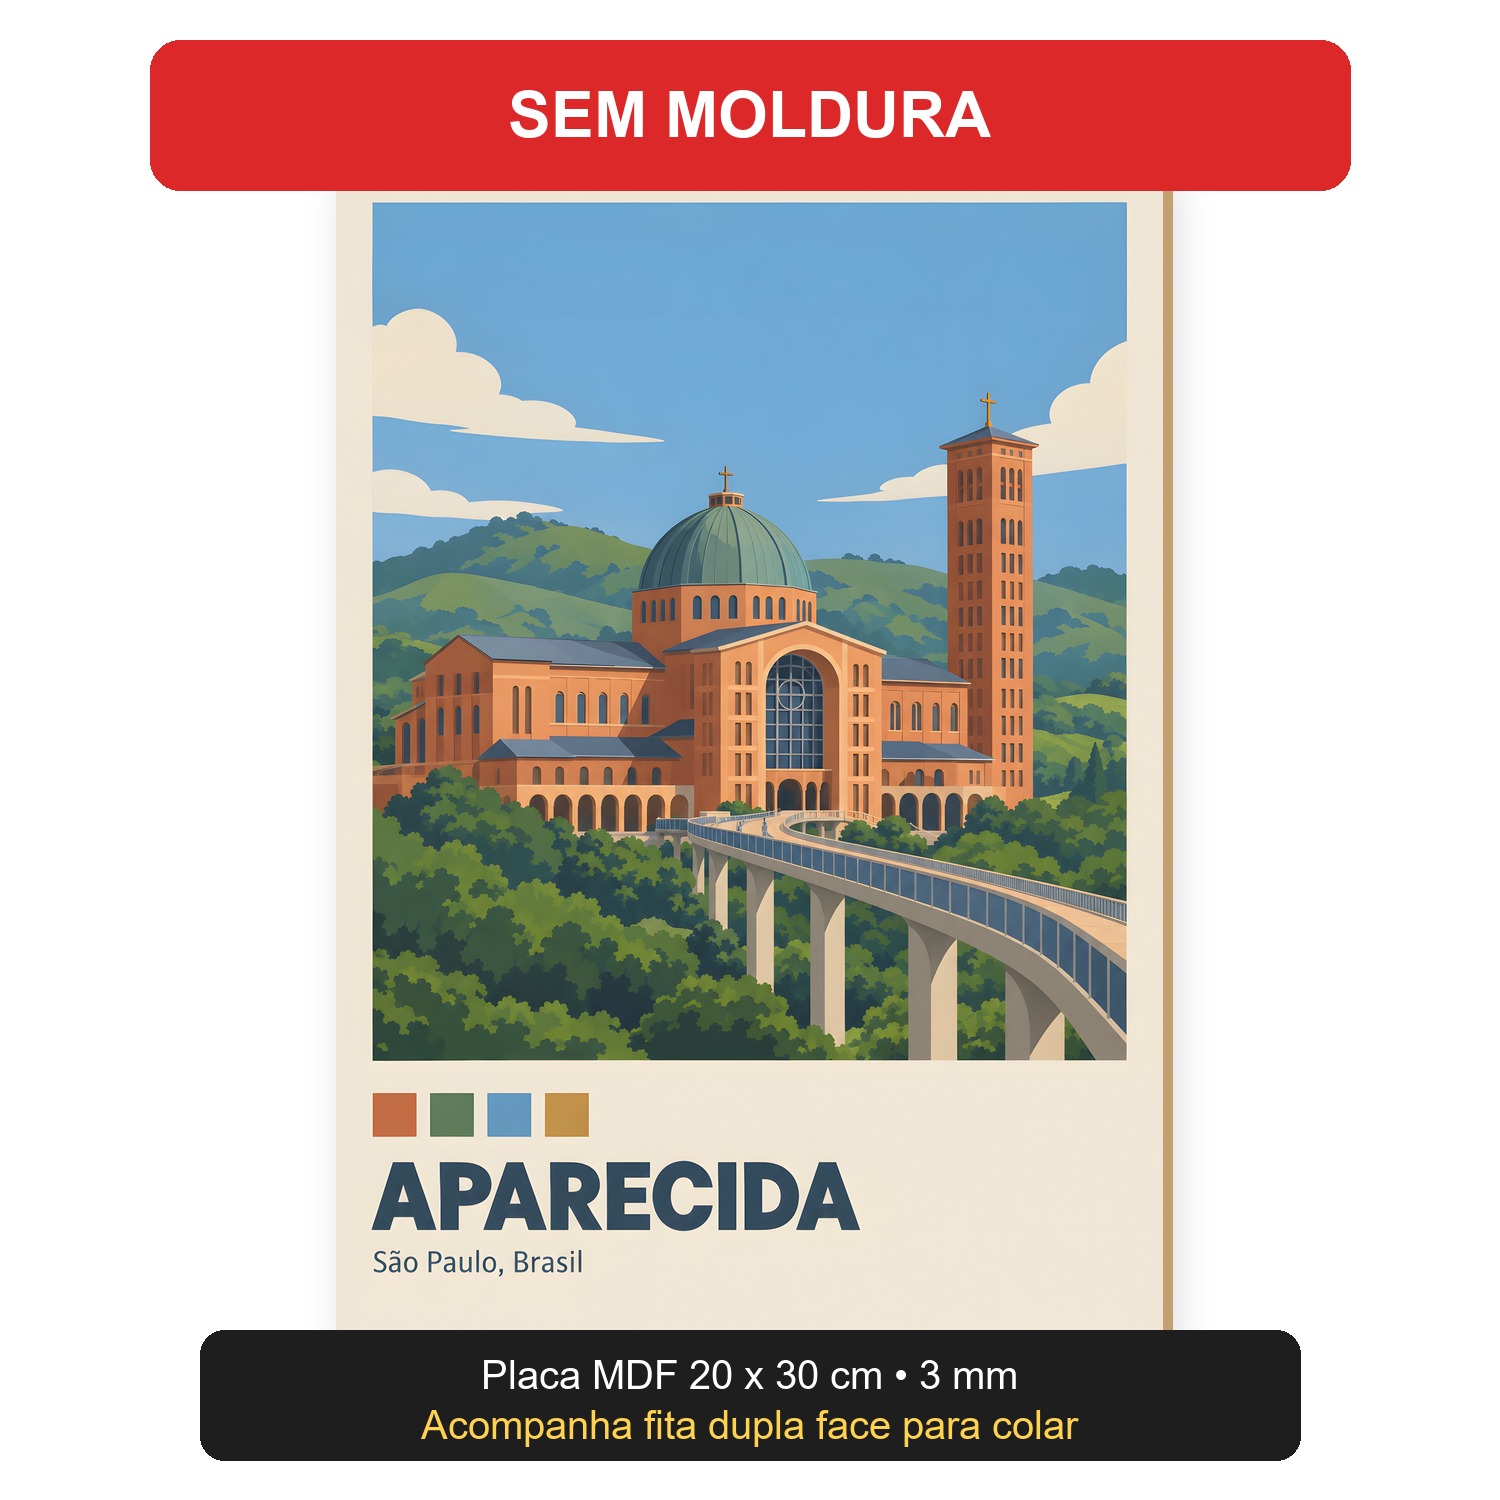 SEM MOLDURA
APARECIDA
São Paulo, Brasil
Placa MDF 20 x 30 cm • 3 mm
Acompanha fita dupla face para colar